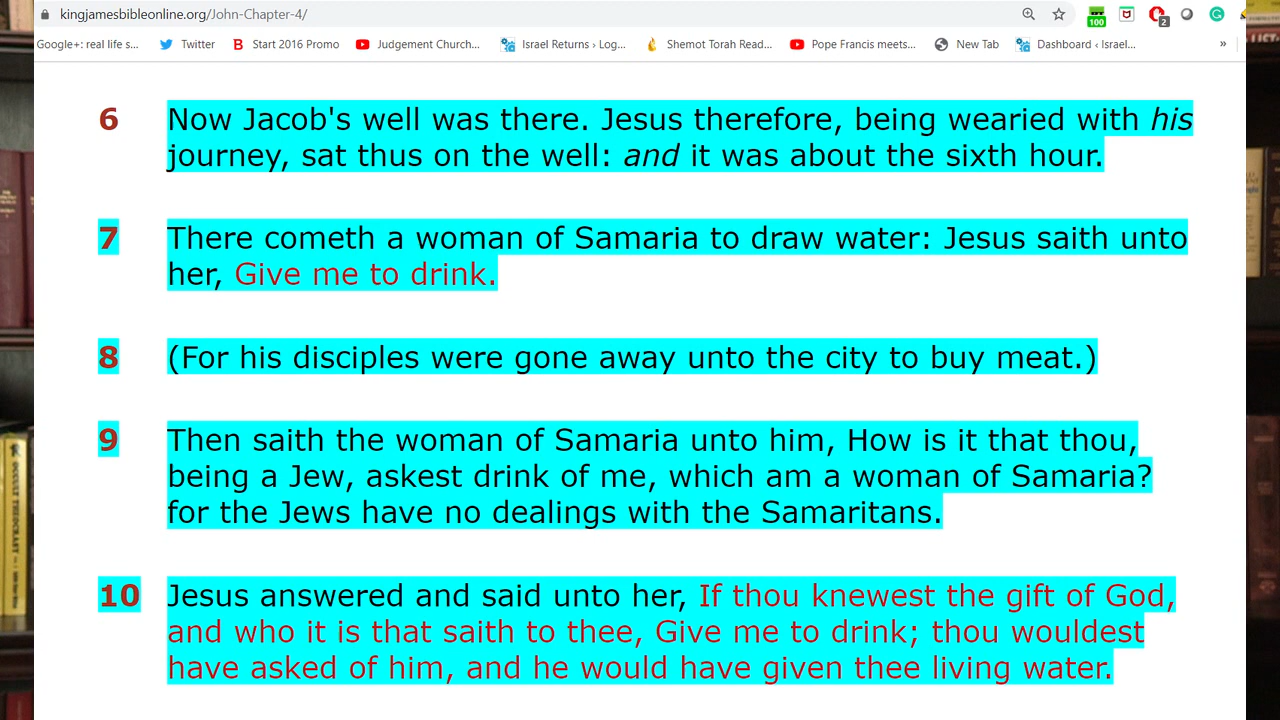 kingjamesbibleonline.org/John-Chapter-4/
100
2
Google+: real life s...
Twitter
B Start 2016 Promo
Judgement Church...
Israel Returns › Log...
Shemot Torah Read...
Pope Francis meets...
New Tab
Dashboard ‹ Israel...
»
6 Now Jacob's well was there. Jesus therefore, being wearied with his
journey, sat thus on the well: and it was about the sixth hour.
7 There cometh a woman of Samaria to draw water: Jesus saith unto
her, Give me to drink.
8 (For his disciples were gone away unto the city to buy meat.)
9 Then saith the woman of Samaria unto him, How is it that thou,
being a Jew, askest drink of me, which am a woman of Samaria?
for the Jews have no dealings with the Samaritans.
10 Jesus answered and said unto her, If thou knewest the gift of God,
and who it is that saith to thee, Give me to drink; thou wouldest
have asked of him, and he would have given thee living water.